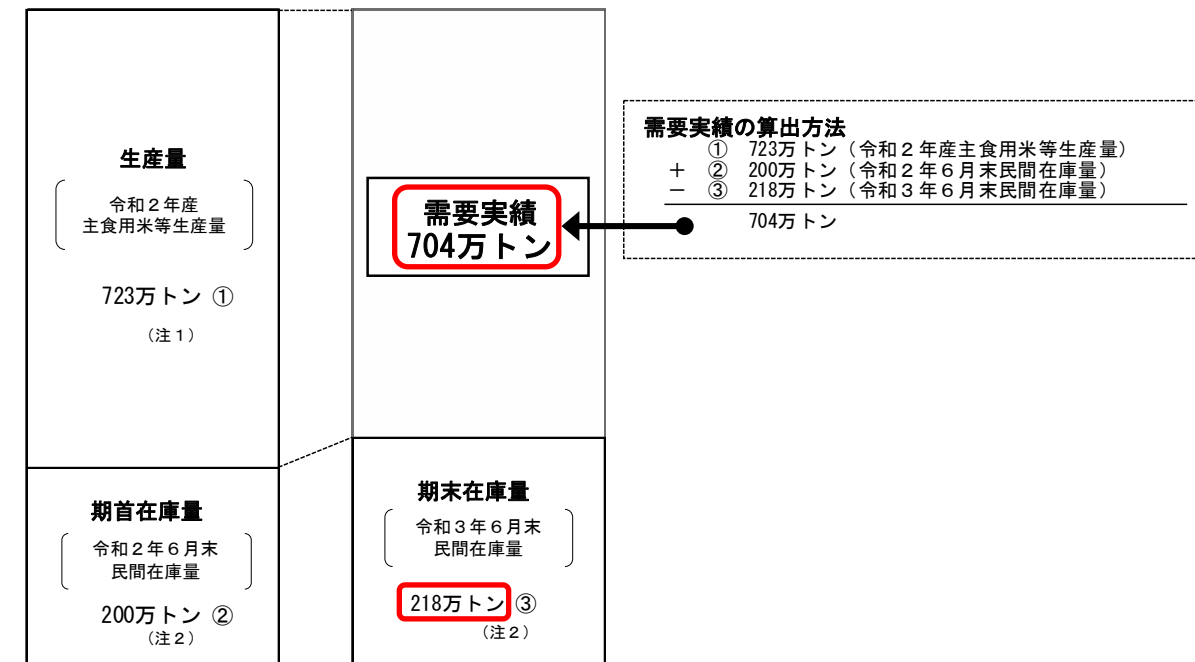 生産量
令和２年産
主食用米等生産量
723万トン ①
（注１）
期首在庫量
令和２年６月末
民間在庫量
200万トン ②
（注２）
需要実績
704万トン
期末在庫量
令和３年６月末
民間在庫量
218万トン ③
（注２）
需要実績の算出方法
① 723万トン（令和２年産主食用米等生産量）
＋ ② 200万トン（令和２年６月末民間在庫量）
－ ③ 218万トン（令和３年６月末民間在庫量）
704万トン